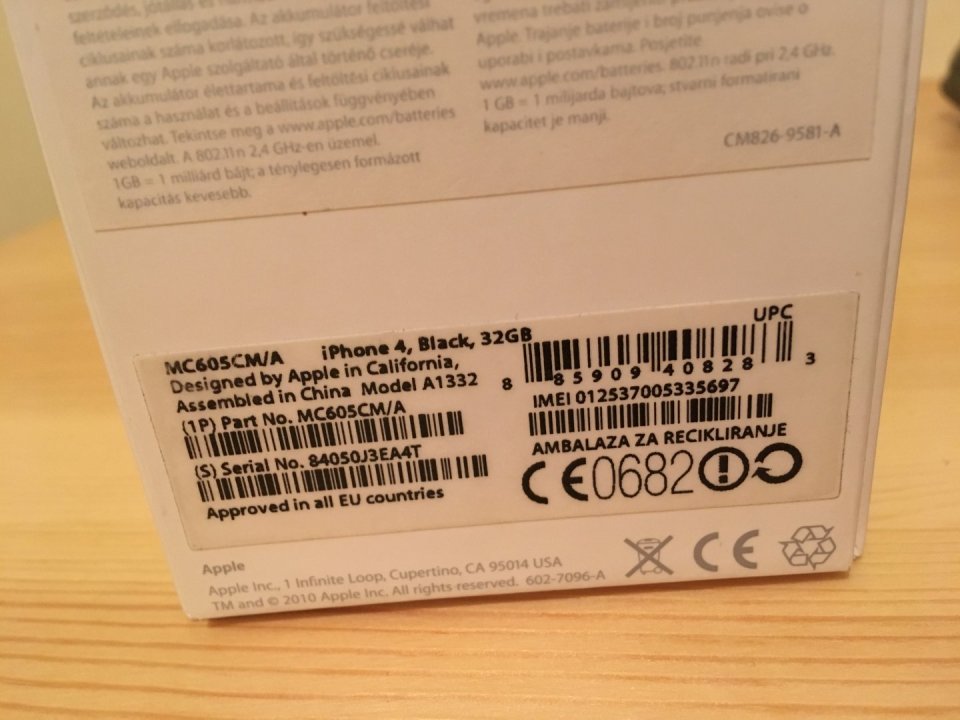 szerződés, jótállás és
feltételeinek elfogadása. Az akkumulátor feltöltési
ciklusainak száma korlátozott, így szükségessé válhat
annak egy Apple szolgáltató által történő cseréje.
Az akkumulátor élettartama és feltöltési ciklusainak
száma a használat és a beállítások függvényében
változhat. Tekintse meg a www.apple.com/batteries
weboldalt. A 802.11n 2,4 GHz-en üzemel.
1GB = 1 milliárd bájt; a ténylegesen formázott
kapacitás kevesebb.
vremena trebati zamijeniti
Apple. Trajanje baterije i broj punjenja ovise o
uporabi i postavkama. Posjetite
www.apple.com/batteries. 802.11n radi pri 2,4 GHz.
1 GB = 1 milijarda bajtova; stvarni formatirani
kapacitet je manji.
CM826-9581-A
MC605CM/A iPhone 4, Black, 32GB
Designed by Apple in California,
Assembled in China Model A1332
(1P) Part No. MC605CM/A
(S) Serial No. 84050J3EA4T
Approved in all EU countries
UPC
8 85909 40828 3
IMEI 012537005335697
AMBALAZA ZA RECIKLIRANJE
CE0682
Apple
Apple Inc., 1 Infinite Loop, Cupertino, CA 95014 USA
TM and © 2010 Apple Inc. All rights reserved. 602-7096-A
CE